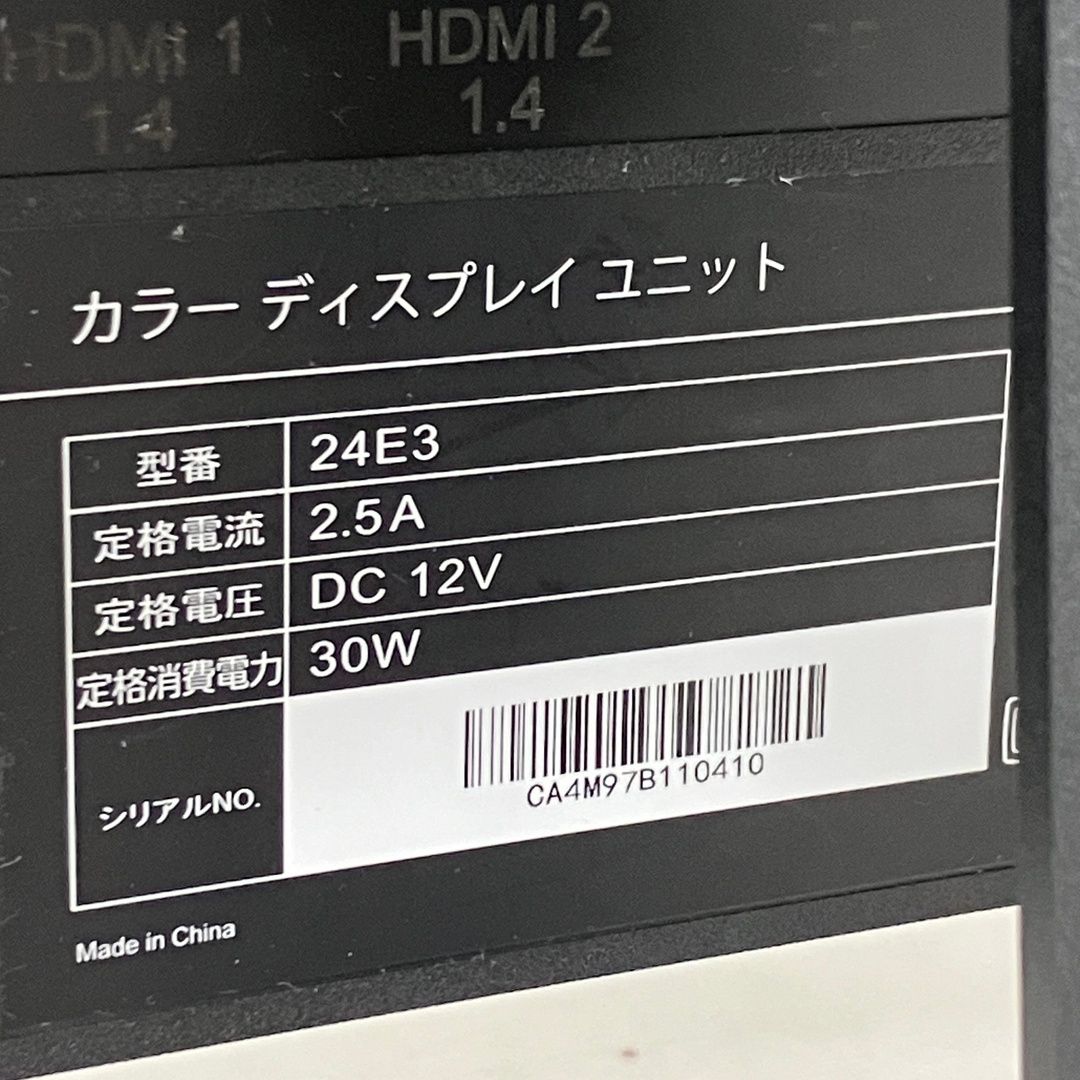 HDMI 1
1.4
HDMI 2
1.4
カラー ディスプレイ ユニット
型番 24E3
定格電流 2.5A
定格電圧 DC 12V
定格消費電力 30W
シリアルNO.
CA4M97B110410
Made in China